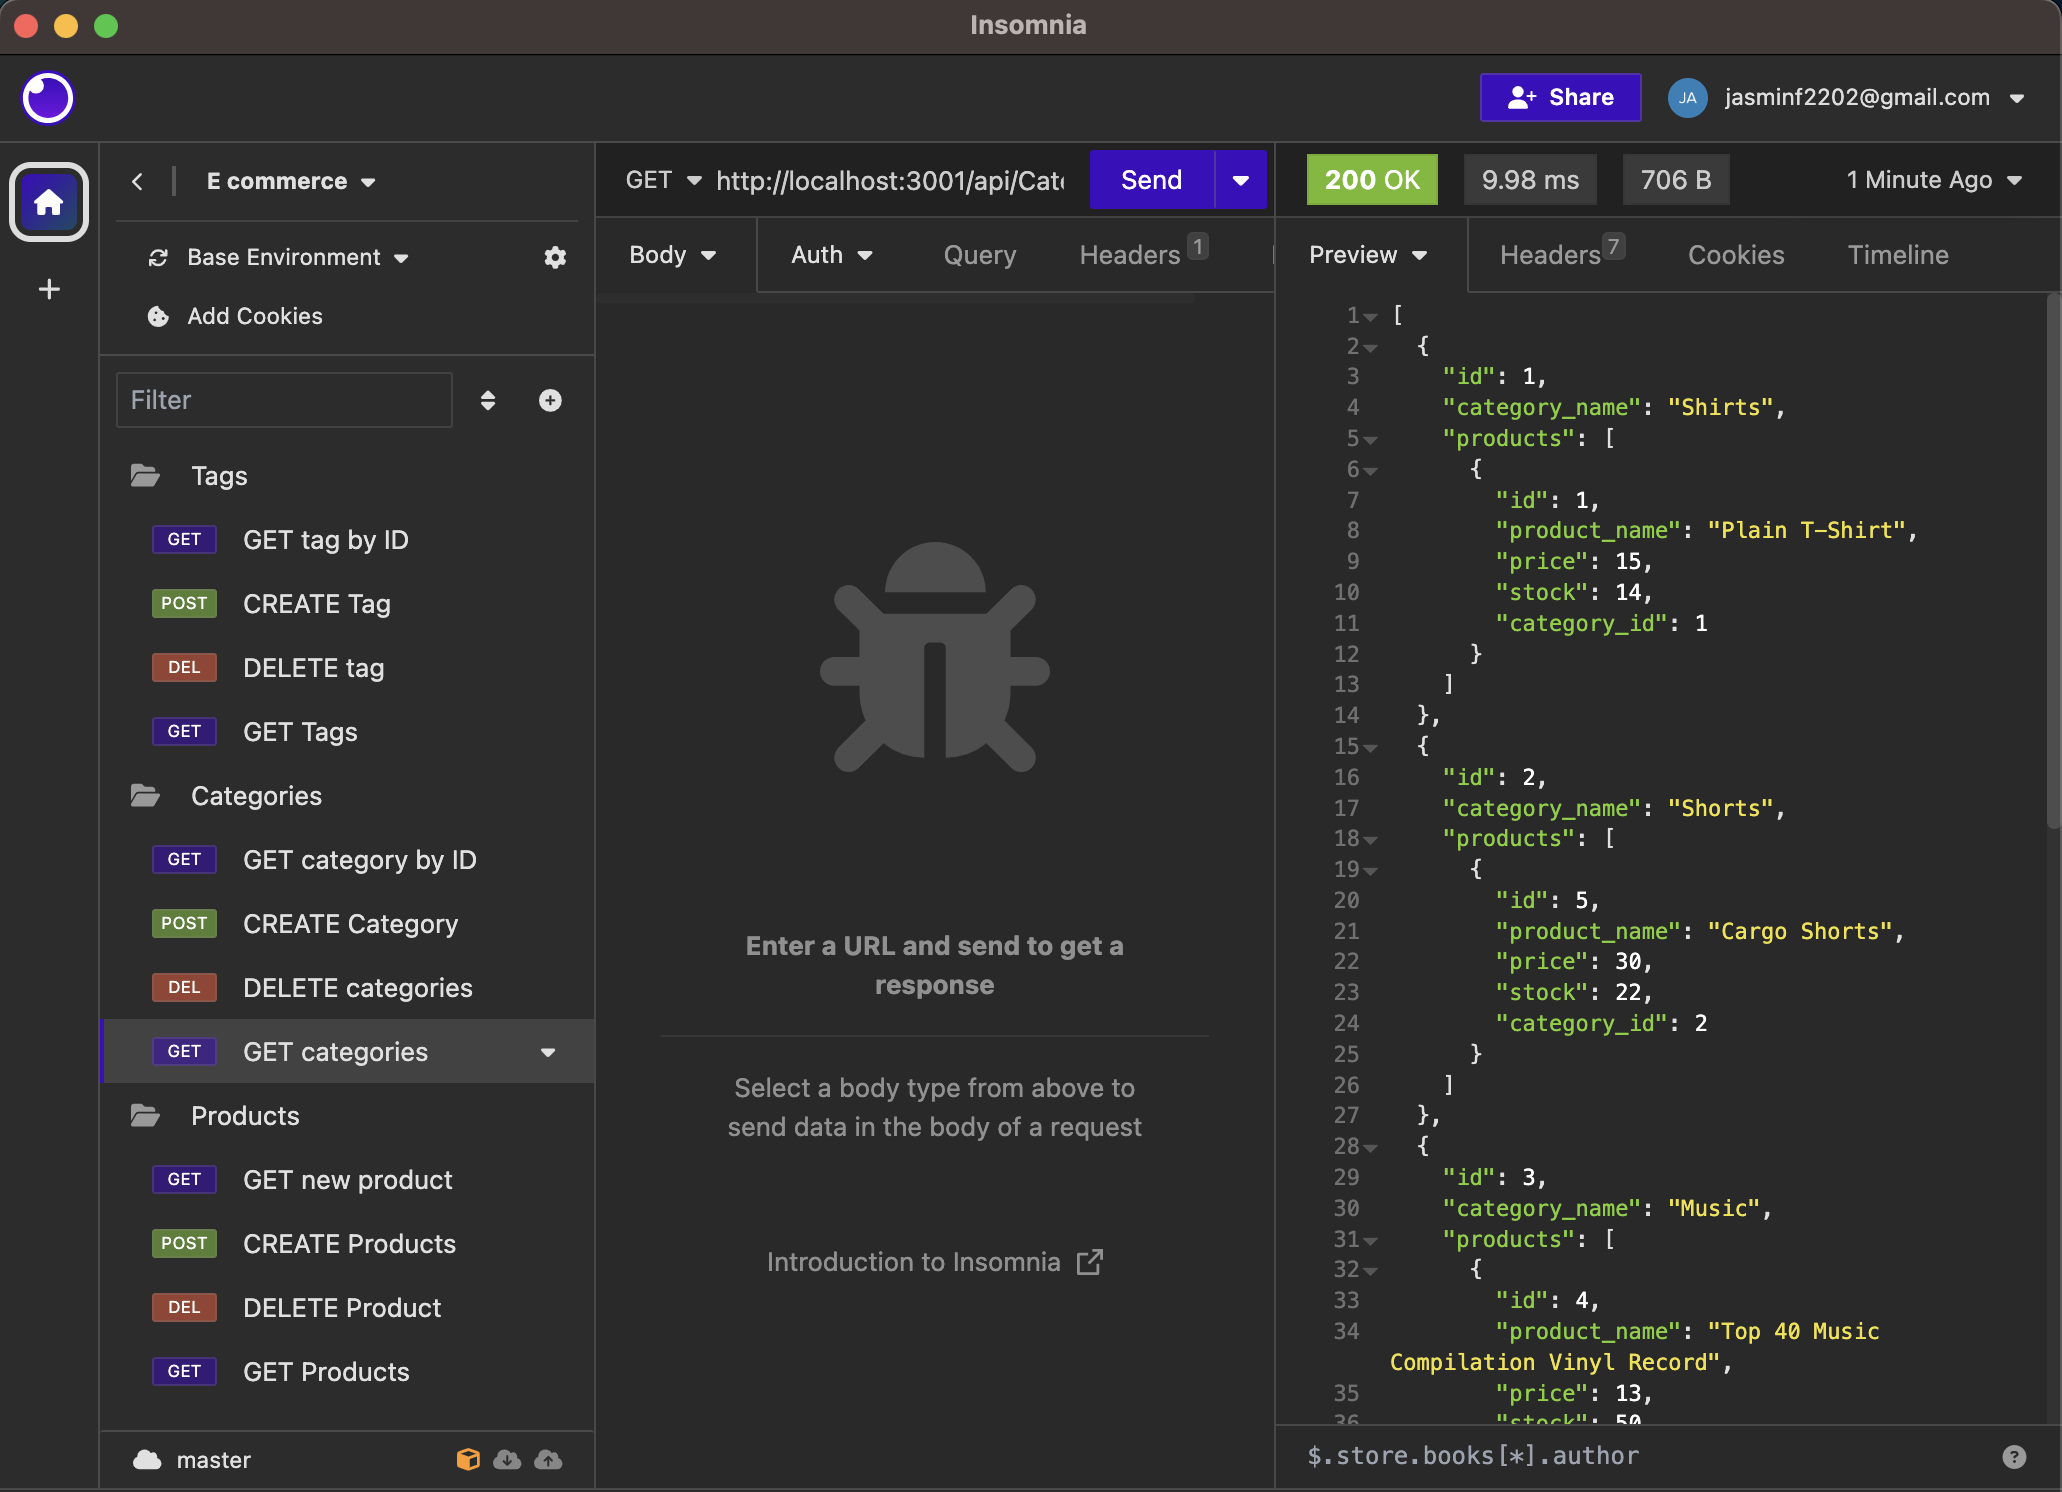 Insomnia
Share
JA
jasminf2202@gmail.com
E commerce
Base Environment
Add Cookies
Filter
Tags
GET GET tag by ID
POST CREATE Tag
DEL DELETE tag
GET GET Tags
Categories
GET GET category by ID
POST CREATE Category
DEL DELETE categories
GET GET categories
Products
GET GET new product
POST CREATE Products
DEL DELETE Product
GET GET Products
master
GET http://localhost:3001/api/Cat
Send
Body Auth Query Headers 1
Enter a URL and send to get a
response
Select a body type from above to
send data in the body of a request
Introduction to Insomnia
200 OK 9.98 ms 706 B 1 Minute Ago
Preview Headers 7 Cookies Timeline
1 [
2 {
3 "id": 1,
4 "category_name": "Shirts",
5 "products": [
6 {
7 "id": 1,
8 "product_name": "Plain T-Shirt",
9 "price": 15,
10 "stock": 14,
11 "category_id": 1
12 }
13 ]
14 },
15 {
16 "id": 2,
17 "category_name": "Shorts",
18 "products": [
19 {
20 "id": 5,
21 "product_name": "Cargo Shorts",
22 "price": 30,
23 "stock": 22,
24 "category_id": 2
25 }
26 ]
27 },
28 {
29 "id": 3,
30 "category_name": "Music",
31 "products": [
32 {
33 "id": 4,
34 "product_name": "Top 40 Music
Compilation Vinyl Record",
35 "price": 13,
36 "stock": 50
$.store.books[*].author
?